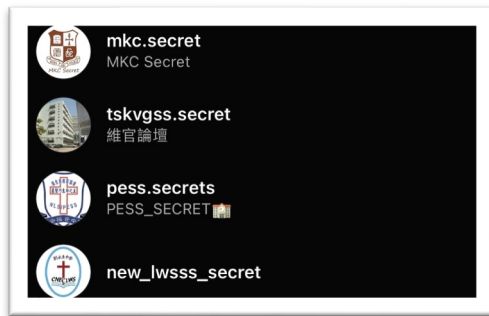 mkc.secret
MKC Secret
tskvgss.secret
維官論壇
pess.secrets
PESS_SECRET🏫
new_lwsss_secret